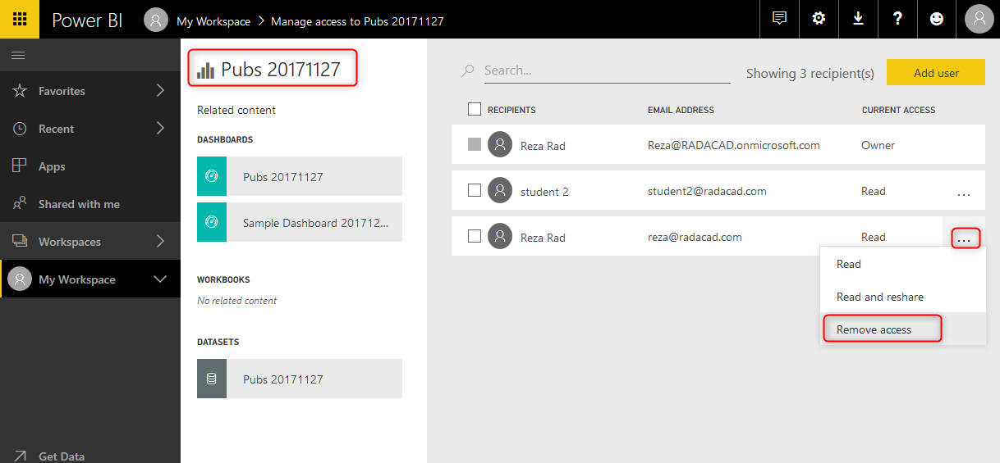 Power BI
My Workspace > Manage access to Pubs 20171127
?
Favorites
Recent
Apps
Shared with me
Workspaces
My Workspace
Get Data
Pubs 20171127
Related content
DASHBOARDS
Pubs 20171127
Sample Dashboard 201712...
WORKBOOKS
No related content
DATASETS
Pubs 20171127
Search...
Showing 3 recipient(s)
Add user
RECIPIENTS EMAIL ADDRESS CURRENT ACCESS
Reza Rad Reza@RADACAD.onmicrosoft.com Owner
student 2 student2@radacad.com Read ...
Reza Rad reza@radacad.com Read ...
Read
Read and reshare
Remove access